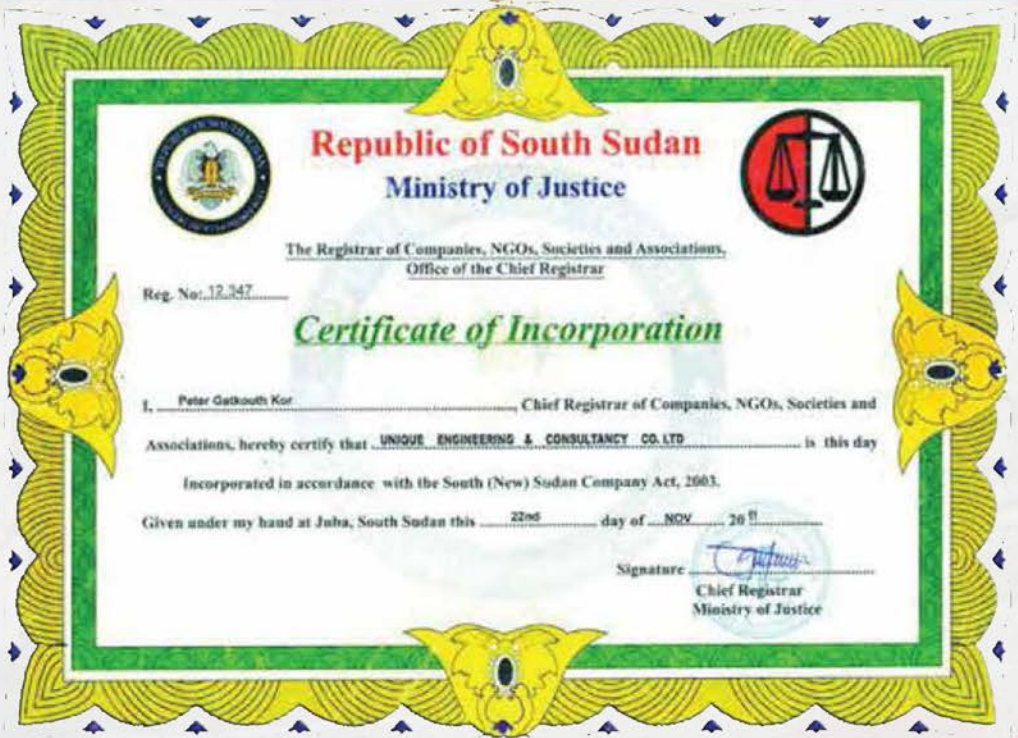 Republic of South Sudan
Ministry of Justice
The Registrar of Companies, NGOs, Societies and Associations,
Office of the Chief Registrar
Reg. No: 12,347
Certificate of Incorporation
I, Peter Gatkouth Kor, Chief Registrar of Companies, NGOs, Societies and
Associations, hereby certify that UNIQUE ENGINEERING & CONSULTANCY CO. LTD is this day
Incorporated in accordance with the South (New) Sudan Company Act, 2003.
Given under my hand at Juba, South Sudan this 22nd day of NOV 2011
Signature
Chief Registrar
Ministry of Justice